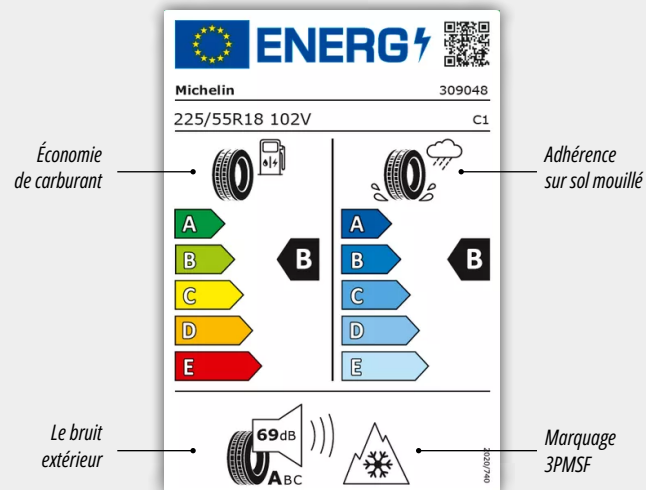 ENERG
Michelin 309048
225/55R18 102V C1
Économie
de carburant
Adhérence
sur sol mouillé
A
B
C
D
E
B
A
B
C
D
E
B
Le bruit
extérieur
69dB
ABC
Marquage
3PMSF
2020/740